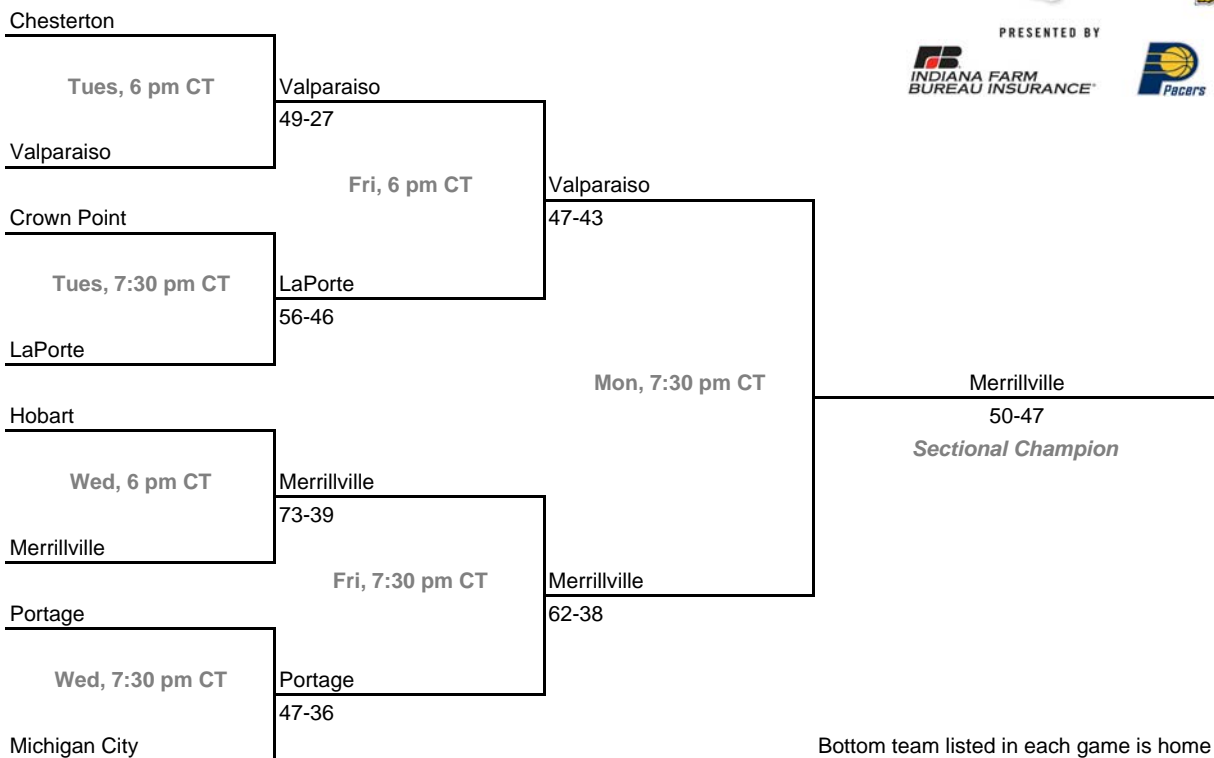 Chesterton
PRESENTED BY
INDIANA FARM
BUREAU INSURANCE
Pacers
Tues, 6 pm CT
Valparaiso
49-27
Valparaiso
Fri, 6 pm CT
Valparaiso
47-43
Crown Point
Tues, 7:30 pm CT
LaPorte
56-46
LaPorte
Mon, 7:30 pm CT
Merrillville
50-47
Sectional Champion
Hobart
Wed, 6 pm CT
Merrillville
73-39
Merrillville
Fri, 7:30 pm CT
Merrillville
62-38
Portage
Wed, 7:30 pm CT
Portage
47-36
Michigan City
Bottom team listed in each game is home